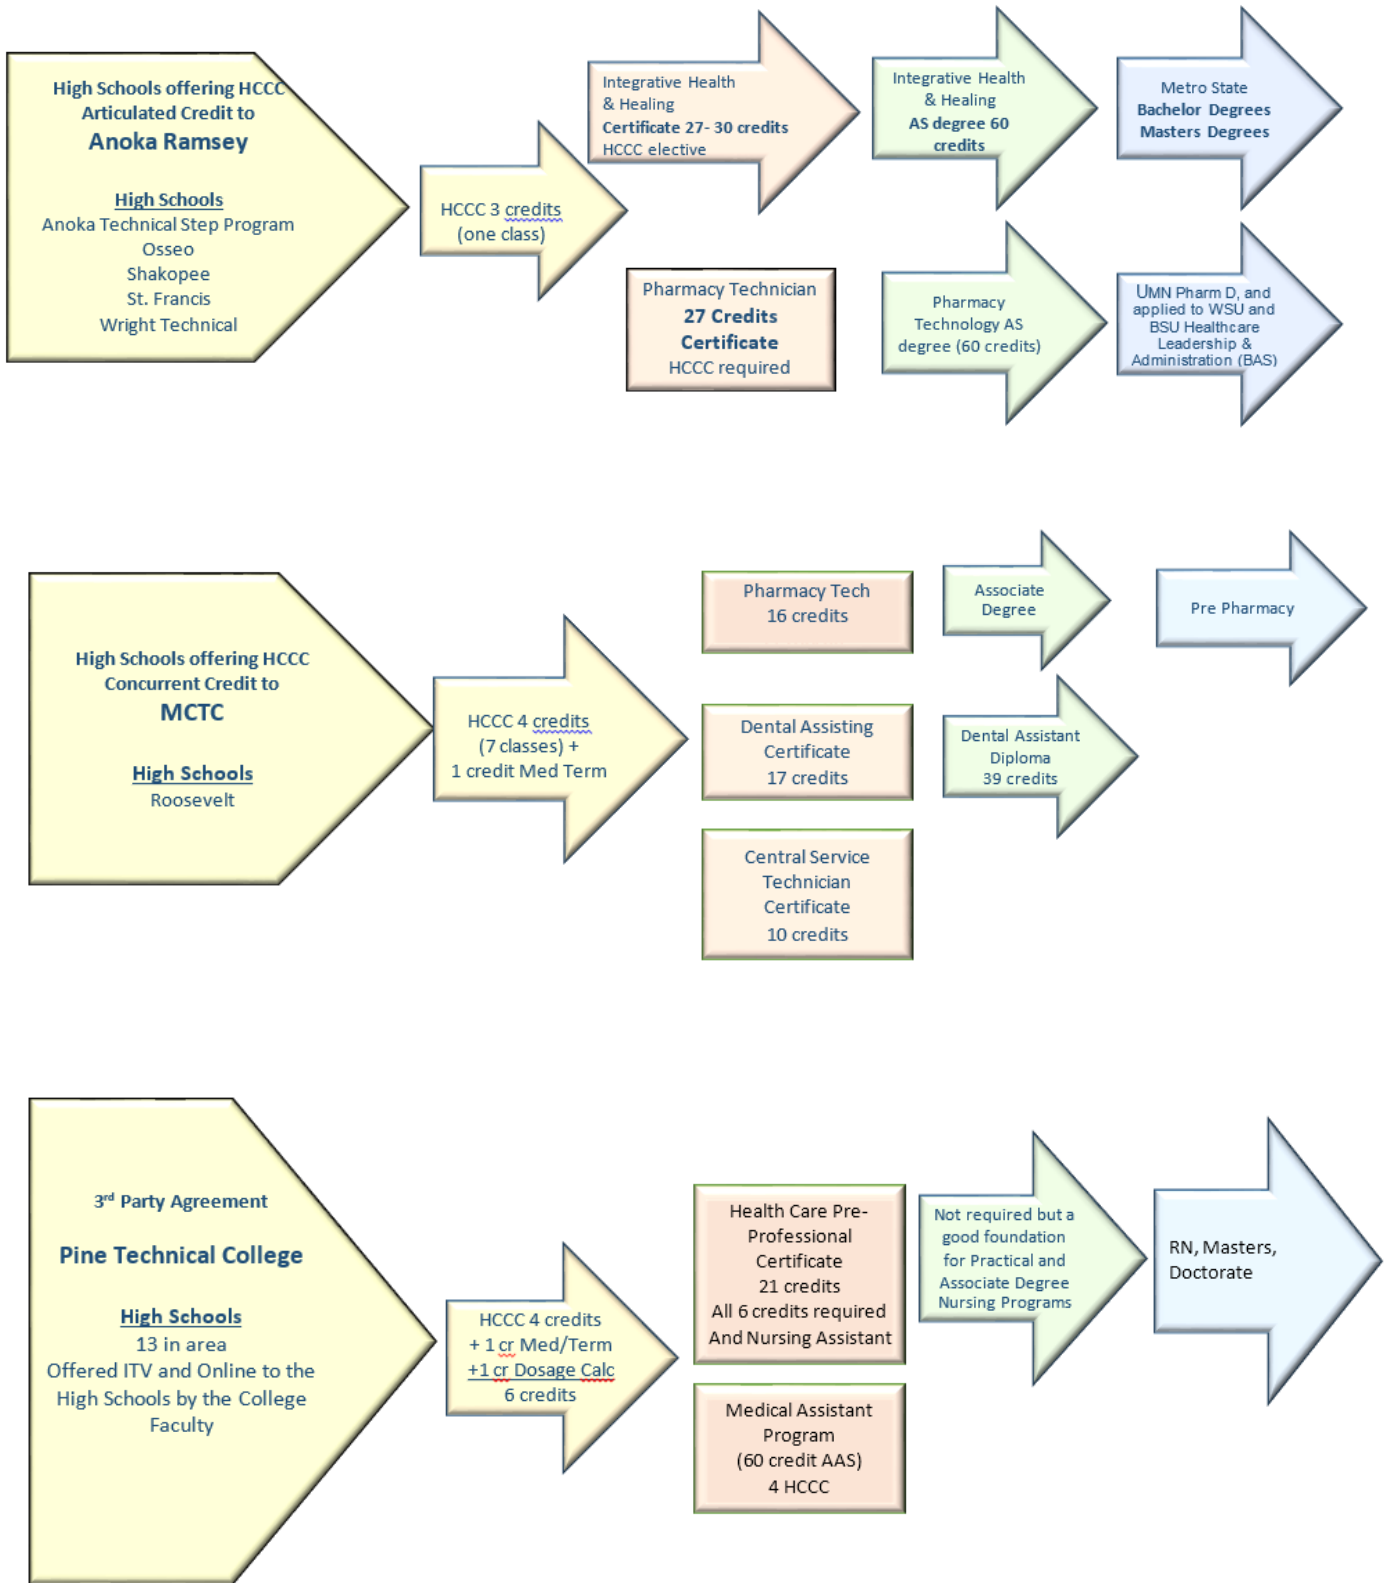 High Schools offering HCCC
Articulated Credit to
Anoka Ramsey
High Schools
Anoka Technical Step Program
Osseo
Shakopee
St. Francis
Wright Technical
HCCC 3 credits
(one class)
Integrative Health
& Healing
Certificate 27- 30 credits
HCCC elective
Integrative Health
& Healing
AS degree 60
credits
Metro State
Bachelor Degrees
Masters Degrees
Pharmacy Technician
27 Credits
Certificate
HCCC required
Pharmacy
Technology AS
degree (60 credits)
UMN Pharm D, and
applied to WSU and
BSU Healthcare
Leadership &
Administration (BAS)
High Schools offering HCCC
Concurrent Credit to
MCTC
High Schools
Roosevelt
HCCC 4 credits
(7 classes) +
1 credit Med Term
Pharmacy Tech
16 credits
Associate
Degree
Pre Pharmacy
Dental Assisting
Certificate
17 credits
Dental Assistant
Diploma
39 credits
Central Service
Technician
Certificate
10 credits
3rd Party Agreement
Pine Technical College
High Schools
13 in area
Offered ITV and Online to the
High Schools by the College
Faculty
HCCC 4 credits
+ 1 cr Med/Term
+1 cr Dosage Calc
6 credits
Health Care Pre-
Professional
Certificate
21 credits
All 6 credits required
And Nursing Assistant
Not required but a
good foundation
for Practical and
Associate Degree
Nursing Programs
RN, Masters,
Doctorate
Medical Assistant
Program
(60 credit AAS)
4 HCCC